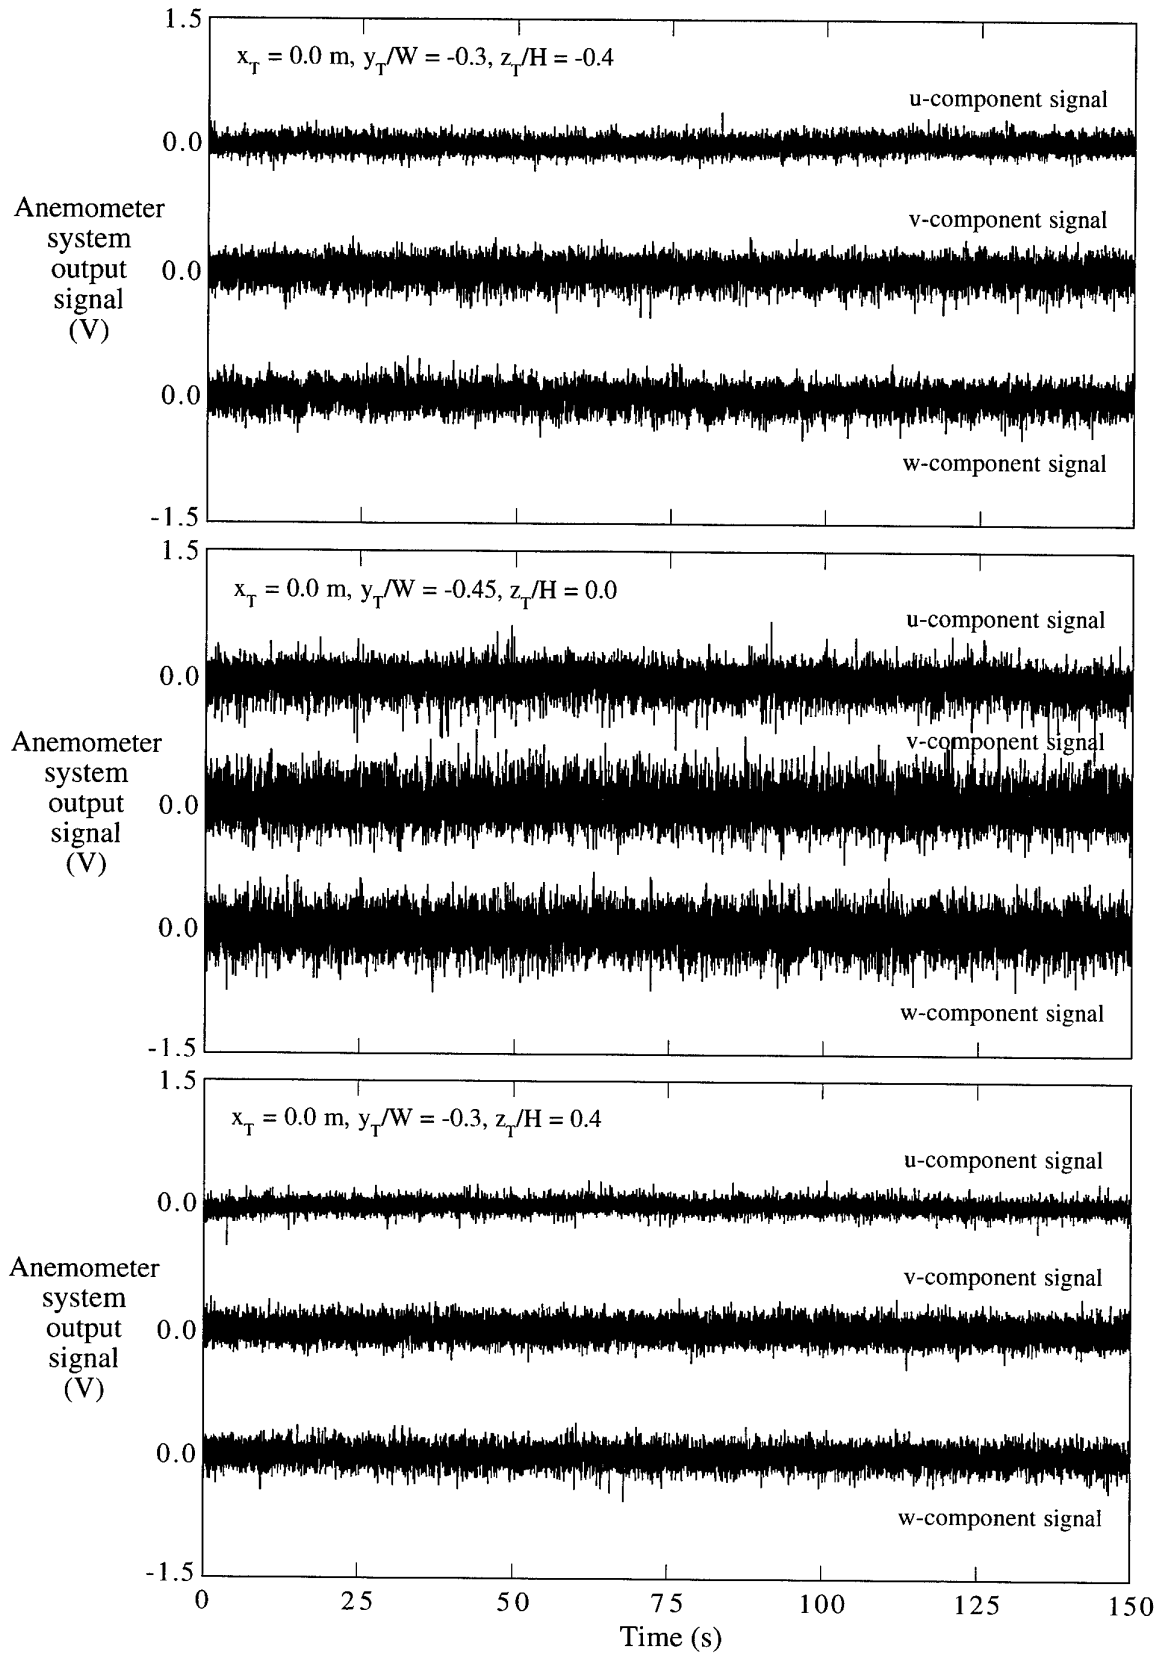 1.5
x_T = 0.0 m, y_T/W = -0.3, z_T/H = -0.4
u-component signal
0.0
v-component signal
Anemometer
system
output
signal
(V)
0.0
0.0
w-component signal
-1.5
1.5
x_T = 0.0 m, y_T/W = -0.45, z_T/H = 0.0
u-component signal
0.0
v-component signal
Anemometer
system
output
signal
(V)
0.0
0.0
w-component signal
-1.5
1.5
x_T = 0.0 m, y_T/W = -0.3, z_T/H = 0.4
u-component signal
0.0
v-component signal
Anemometer
system
output
signal
(V)
0.0
0.0
w-component signal
-1.5
0 25 50 75 100 125 150
Time (s)